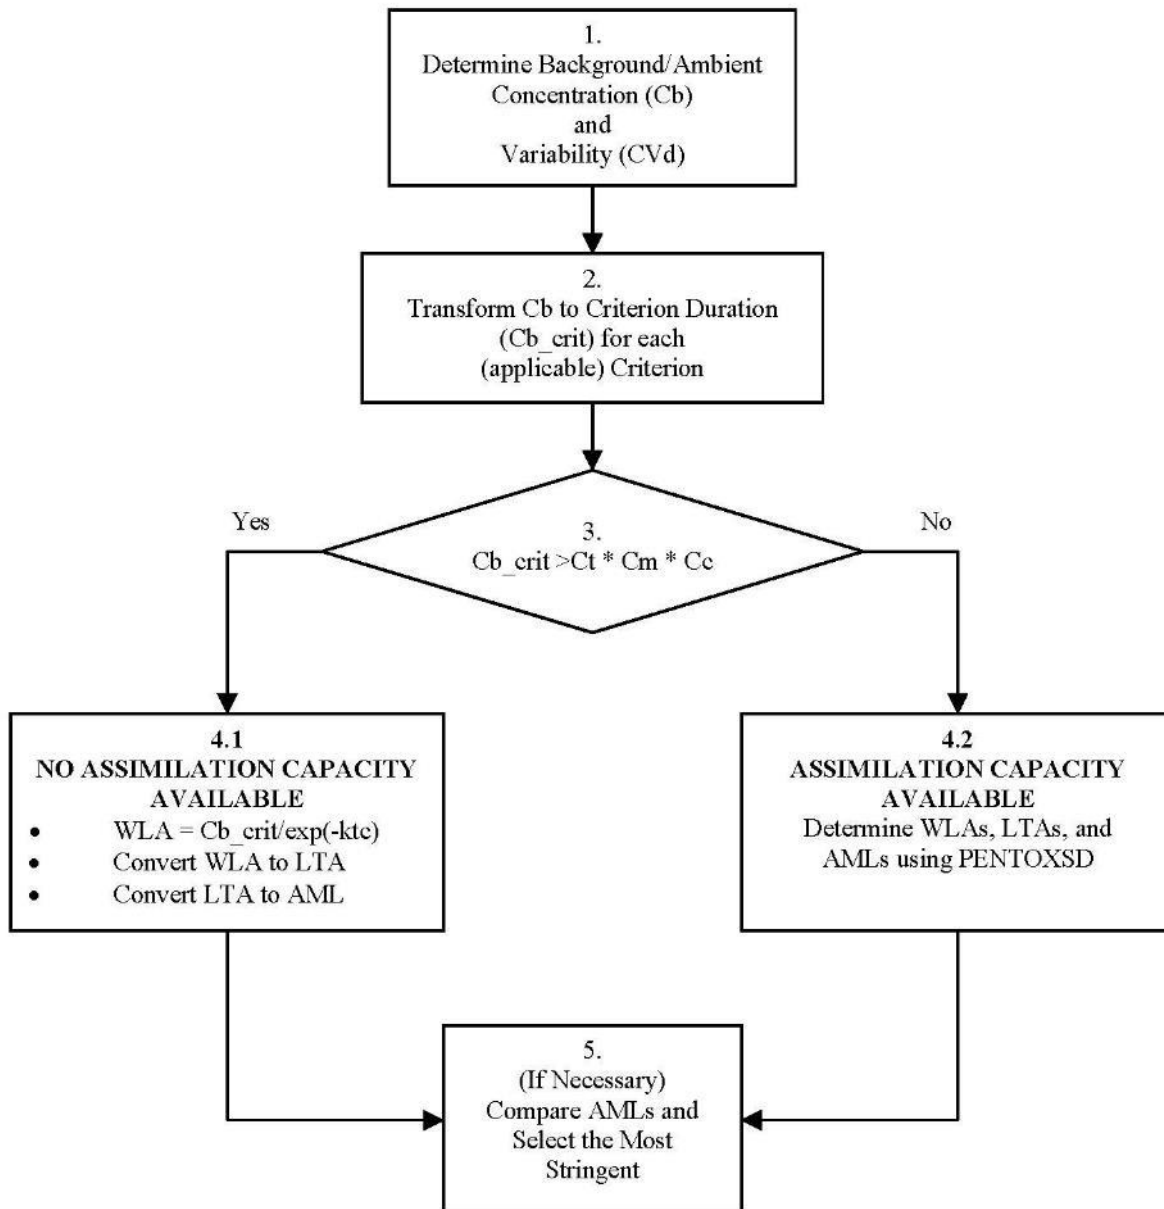 1.
Determine Background/Ambient
Concentration (Cb)
and
Variability (CVd)
2.
Transform Cb to Criterion Duration
(Cb_crit) for each
(applicable) Criterion
Yes
No
3.
Cb_crit >Ct * Cm * Cc
4.1
NO ASSIMILATION CAPACITY
AVAILABLE
• WLA = Cb_crit/exp(-ktc)
• Convert WLA to LTA
• Convert LTA to AML
4.2
ASSIMILATION CAPACITY
AVAILABLE
Determine WLAs, LTAs, and
AMLs using PENTOXSD
5.
(If Necessary)
Compare AMLs and
Select the Most
Stringent